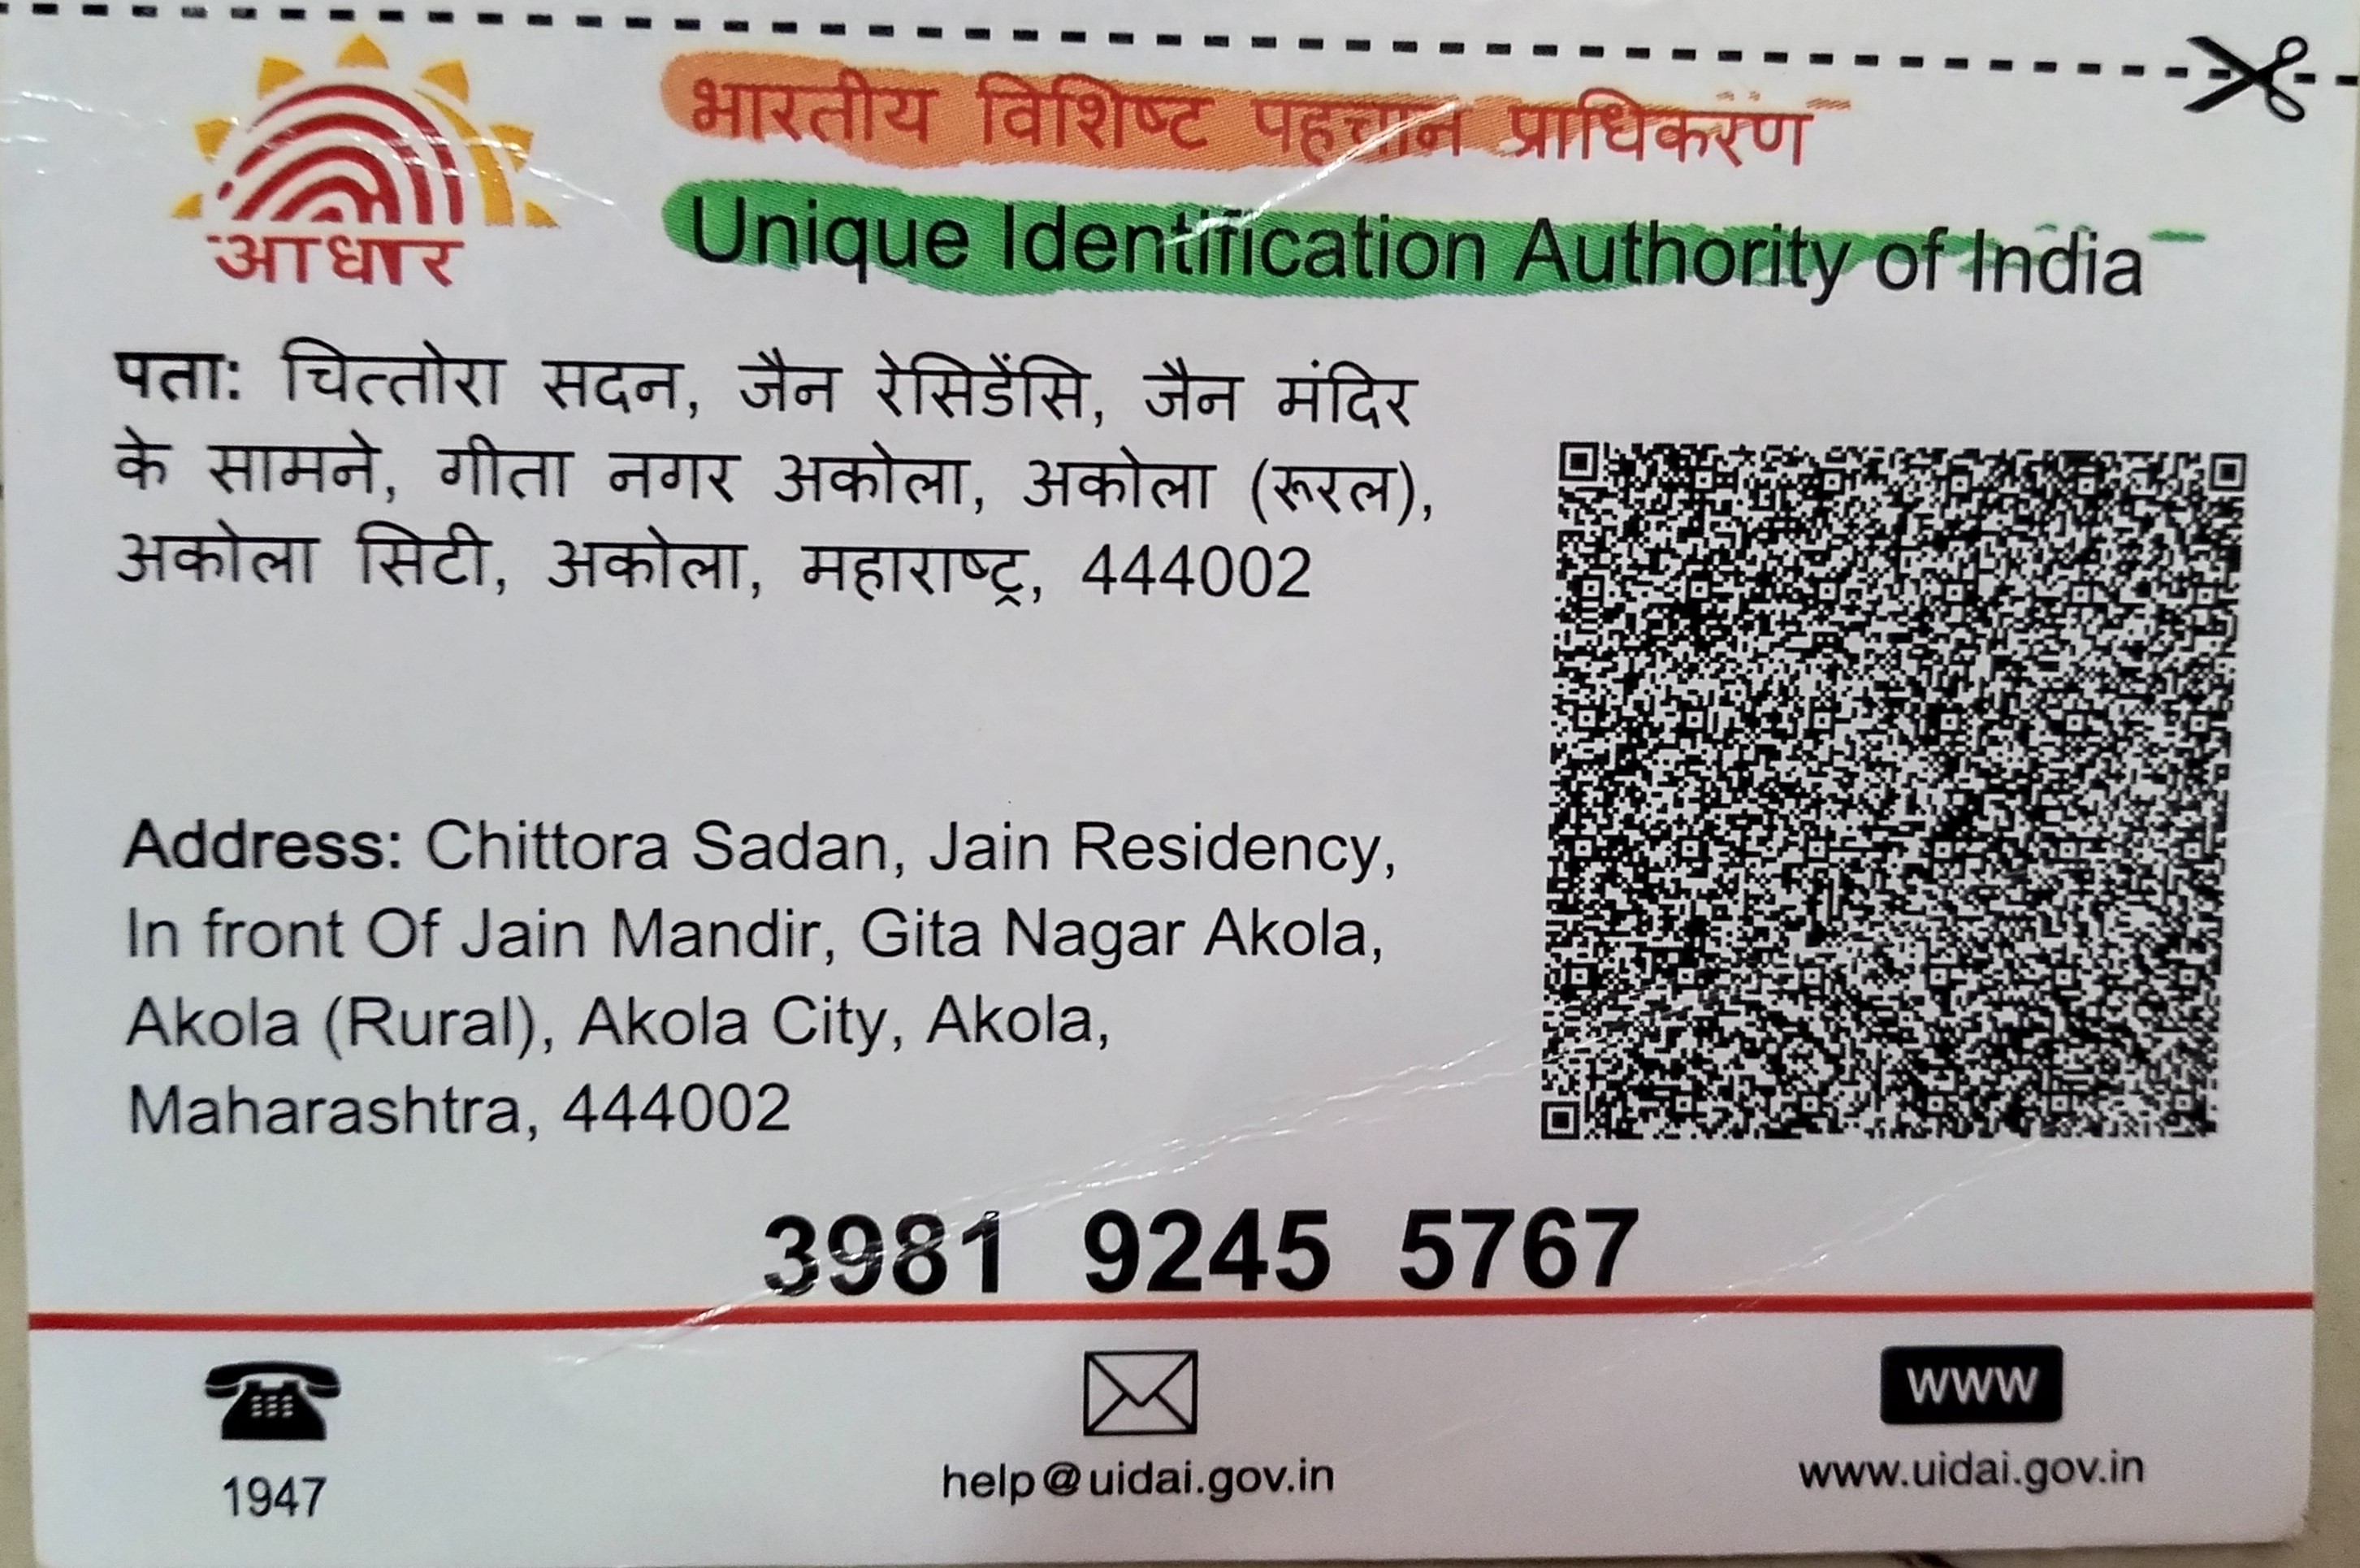 आधार
भारतीय विशिष्ट पहचान प्राधिकरण
Unique Identification Authority of India
पता: चित्तोरा सदन, जैन रेसिडेंसि, जैन मंदिर
के सामने, गीता नगर अकोला, अकोला (रूरल),
अकोला सिटी, अकोला, महाराष्ट्र, 444002
Address: Chittora Sadan, Jain Residency,
In front Of Jain Mandir, Gita Nagar Akola,
Akola (Rural), Akola City, Akola,
Maharashtra, 444002
3981 9245 5767
WWW
1947
help@uidai.gov.in
www.uidai.gov.in